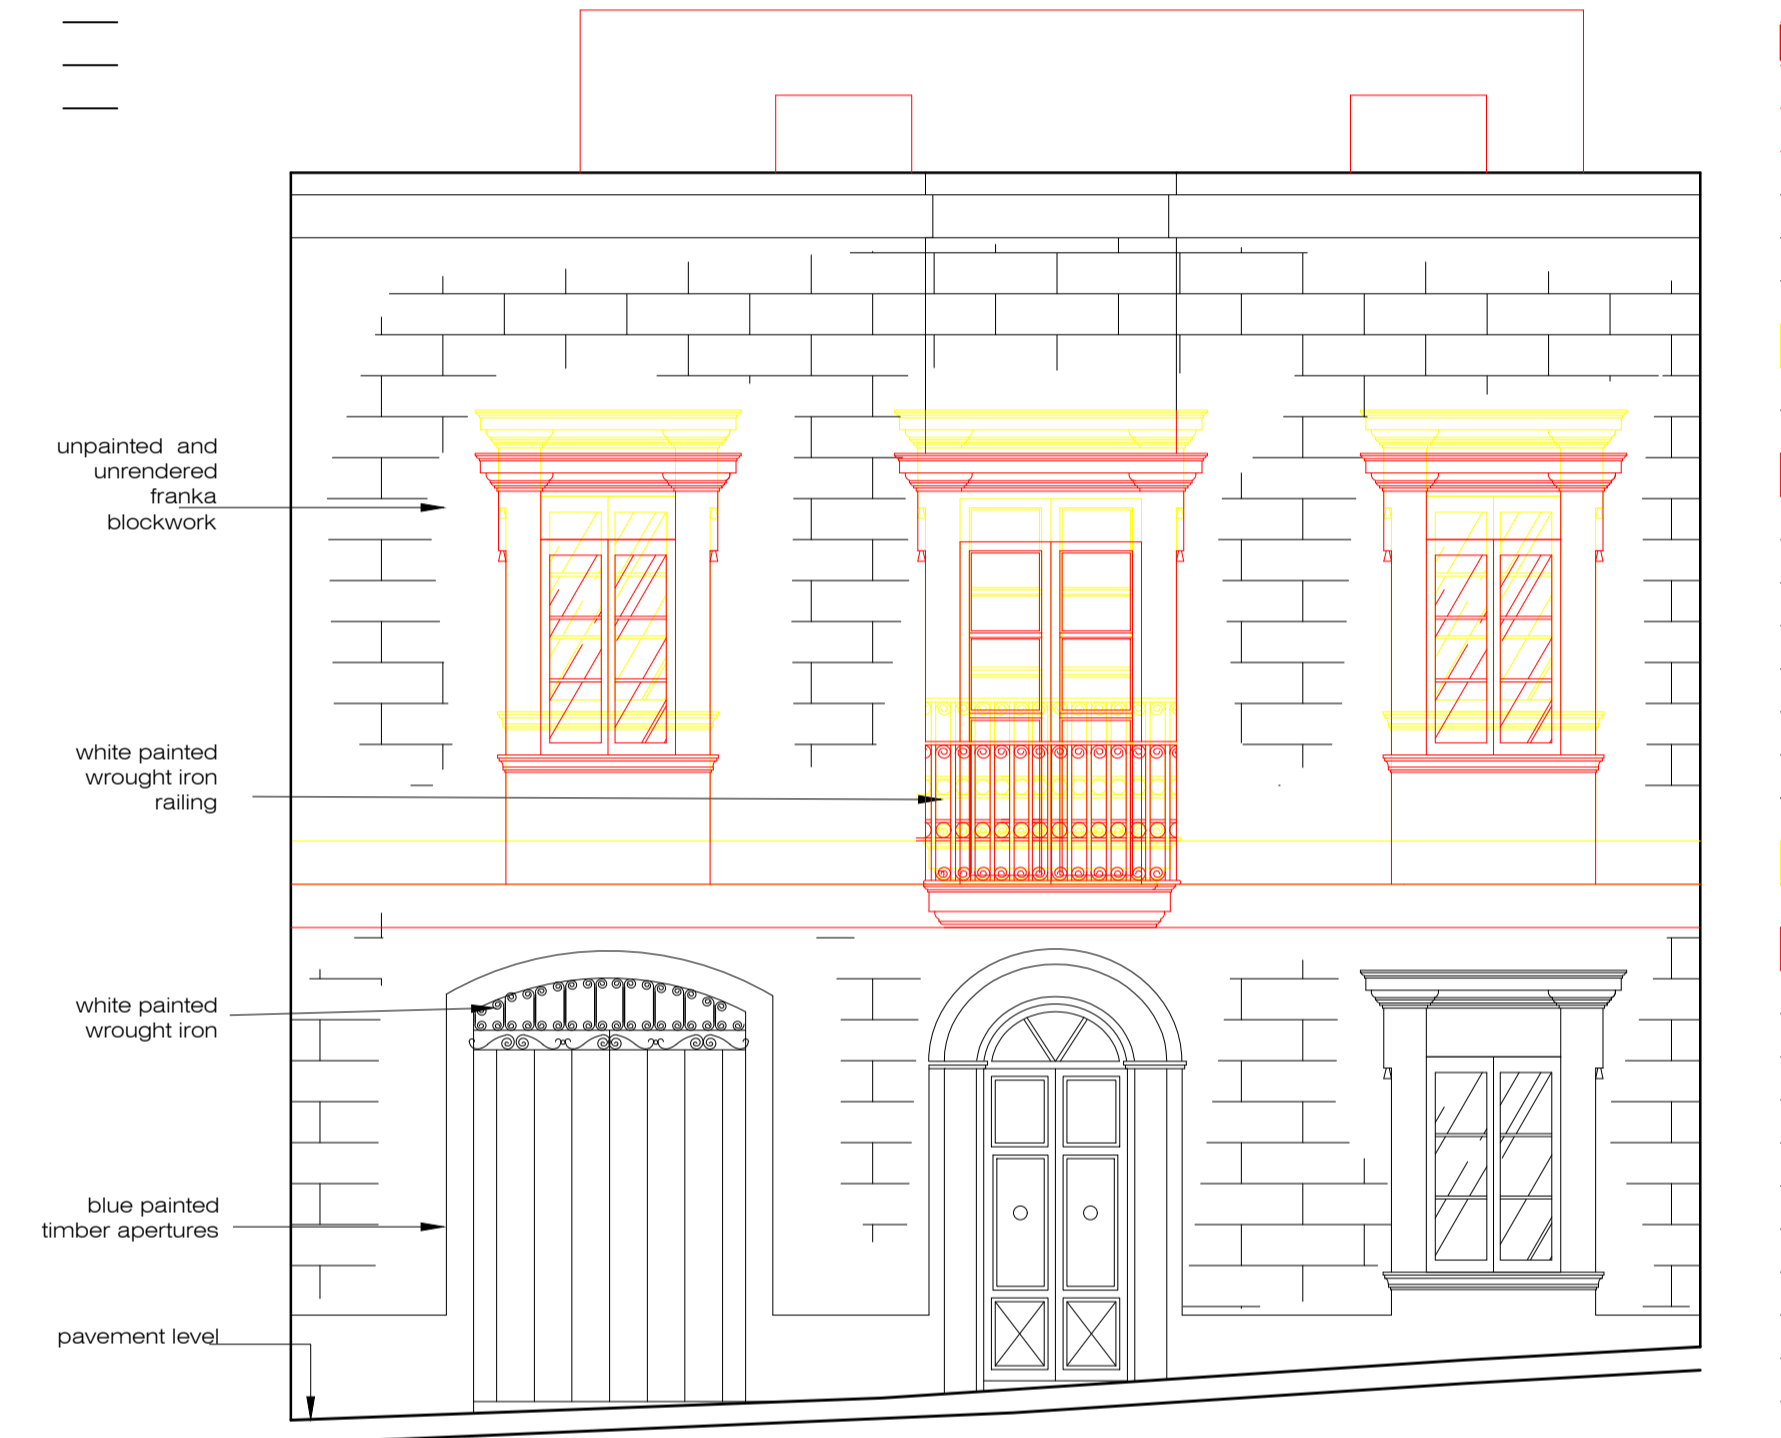 unpainted and
unrendered
franka
blockwork
white painted
wrought iron
railing
white painted
wrought iron
blue painted
timber apertures
pavement level